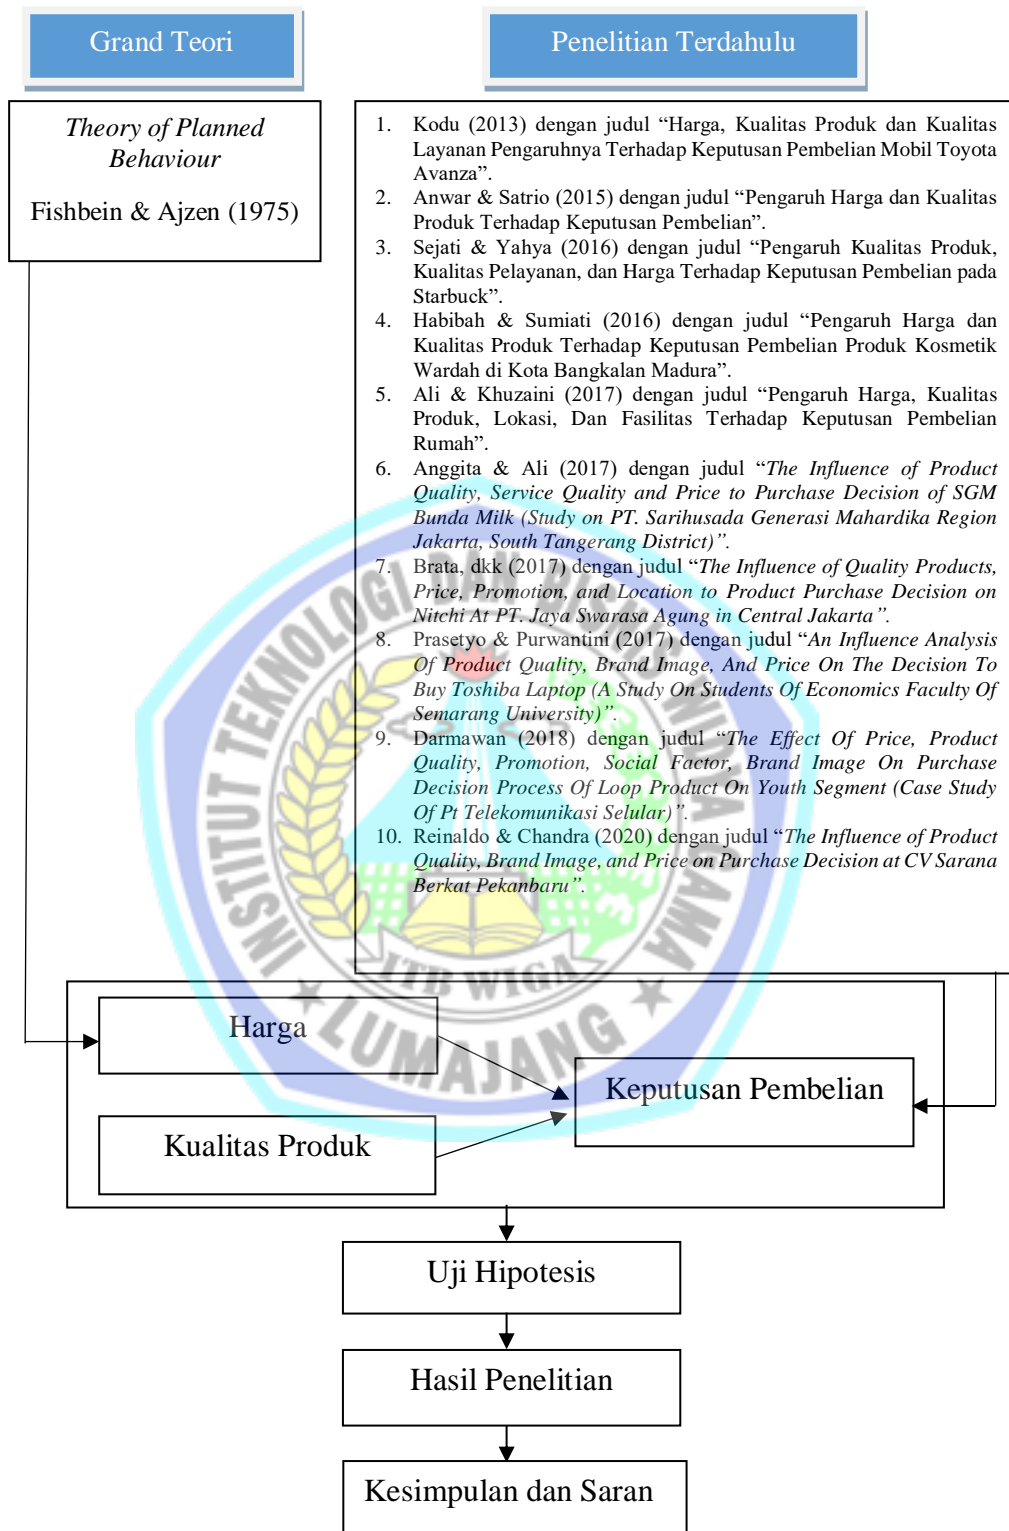 Grand Teori
Penelitian Terdahulu
Theory of Planned
Behaviour
Fishbein & Ajzen (1975)
1. Kodu (2013) dengan judul “Harga, Kualitas Produk dan Kualitas
Layanan Pengaruhnya Terhadap Keputusan Pembelian Mobil Toyota
Avanza”.
2. Anwar & Satrio (2015) dengan judul “Pengaruh Harga dan Kualitas
Produk Terhadap Keputusan Pembelian”.
3. Sejati & Yahya (2016) dengan judul “Pengaruh Kualitas Produk,
Kualitas Pelayanan, dan Harga Terhadap Keputusan Pembelian pada
Starbuck”.
4. Habibah & Sumiati (2016) dengan judul “Pengaruh Harga dan
Kualitas Produk Terhadap Keputusan Pembelian Produk Kosmetik
Wardah di Kota Bangkalan Madura”.
5. Ali & Khuzaini (2017) dengan judul “Pengaruh Harga, Kualitas
Produk, Lokasi, Dan Fasilitas Terhadap Keputusan Pembelian
Rumah”.
6. Anggita & Ali (2017) dengan judul “The Influence of Product
Quality, Service Quality and Price to Purchase Decision of SGM
Bunda Milk (Study on PT. Sarihusada Generasi Mahardika Region
Jakarta, South Tangerang District)”.
7. Brata, dkk (2017) dengan judul “The Influence of Quality Products,
Price, Promotion, and Location to Product Purchase Decision on
Nitchi At PT. Jaya Swarasa Agung in Central Jakarta”.
8. Prasetyo & Purwantini (2017) dengan judul “An Influence Analysis
Of Product Quality, Brand Image, And Price On The Decision To
Buy Toshiba Laptop (A Study On Students Of Economics Faculty Of
Semarang University)”.
9. Darmawan (2018) dengan judul “The Effect Of Price, Product
Quality, Promotion, Social Factor, Brand Image On Purchase
Decision Process Of Loop Product On Youth Segment (Case Study
Of Pt Telekomunikasi Selular)”.
10. Reinaldo & Chandra (2020) dengan judul “The Influence of Product
Quality, Brand Image, and Price on Purchase Decision at CV Sarana
Berkat Pekanbaru”.
INSTITUT TEKNOLOGI DAN BISNIS WIDYA GAMA
ITB WIGA
LUMAJANG
Harga
Keputusan Pembelian
Kualitas Produk
Uji Hipotesis
Hasil Penelitian
Kesimpulan dan Saran